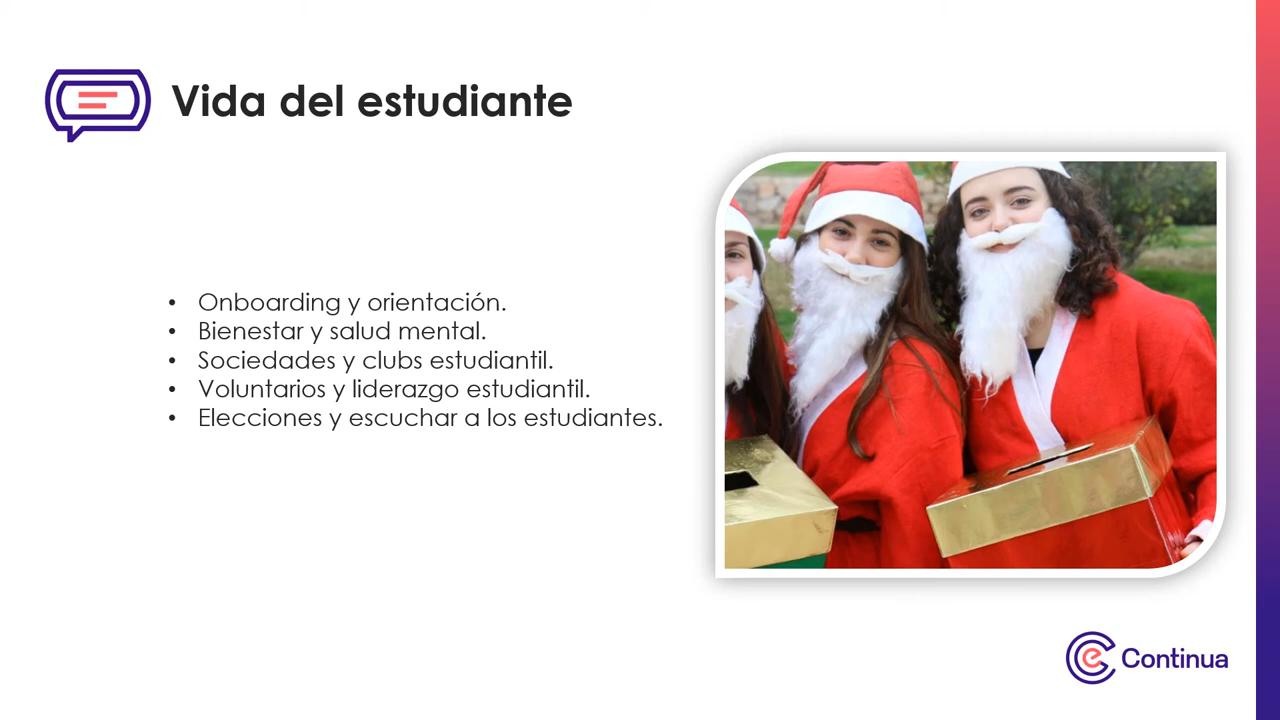 Vida del estudiante
• Onboarding y orientación.
• Bienestar y salud mental.
• Sociedades y clubs estudiantil.
• Voluntarios y liderazgo estudiantil.
• Elecciones y escuchar a los estudiantes.
e Continua